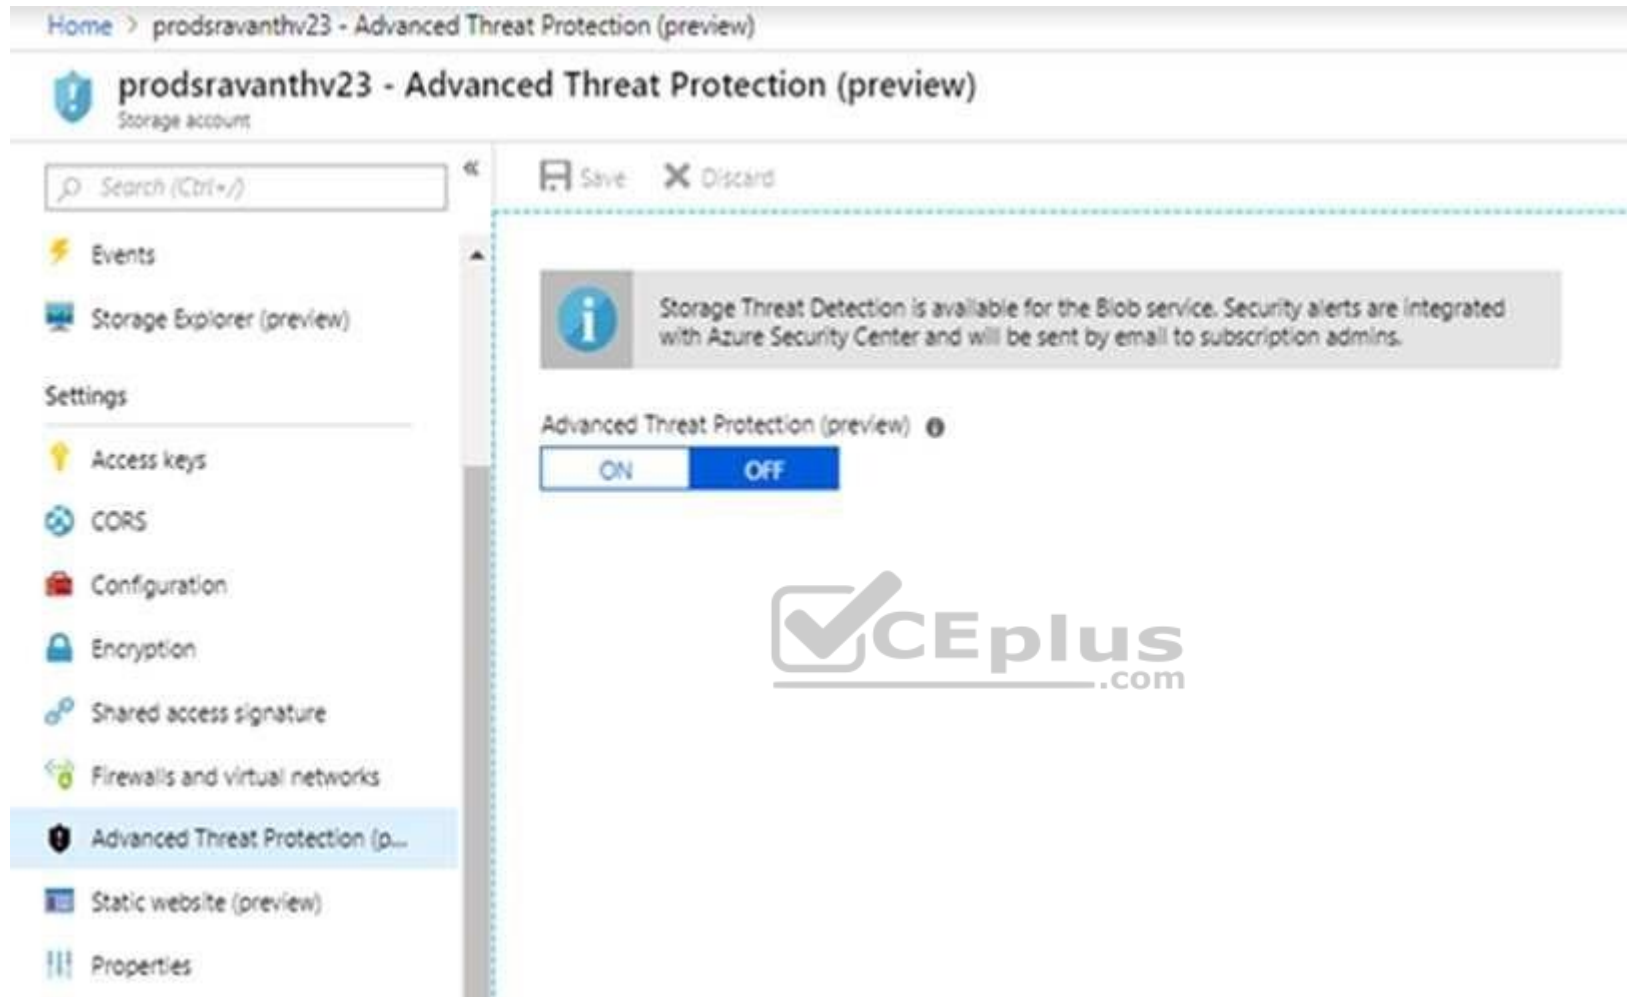 Home > prodsravanthv23 - Advanced Threat Protection (preview)
prodsravanthv23 - Advanced Threat Protection (preview)
Storage account
Search (Ctrl+/)
«
Save
Discard
Events
Storage Explorer (preview)
Settings
Access keys
CORS
Configuration
Encryption
Shared access signature
Firewalls and virtual networks
Advanced Threat Protection (p...
Static website (preview)
Properties
Storage Threat Detection is available for the Blob service. Security alerts are integrated
with Azure Security Center and will be sent by email to subscription admins.
Advanced Threat Protection (preview)
ON
OFF
CEplus
.com